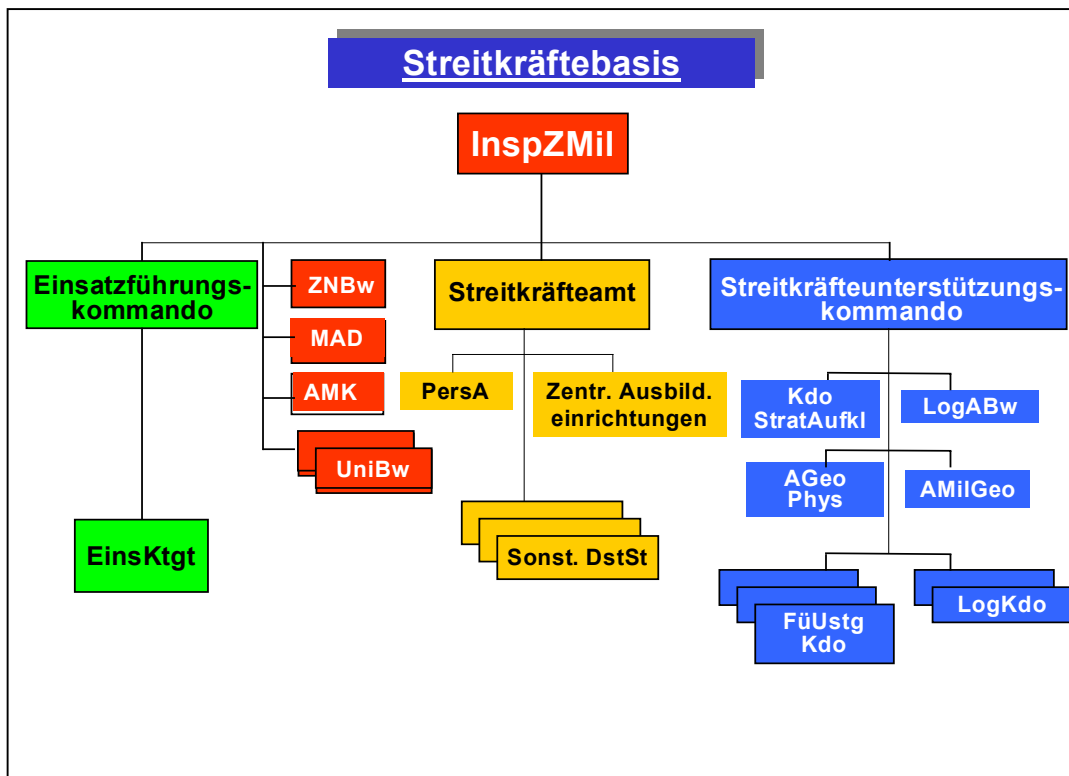 Streitkräftebasis
InspZMil
Einsatzführungs-
kommando
ZNBw
MAD
AMK
UniBw
EinsKtgt
Streitkräfteamt
PersA
Zentr. Ausbild.
einrichtungen
Sonst. DstSt
Streitkräfteunterstützungs-
kommando
Kdo
StratAufkl
LogABw
AGeo
Phys
AMilGeo
FüUstg
Kdo
LogKdo